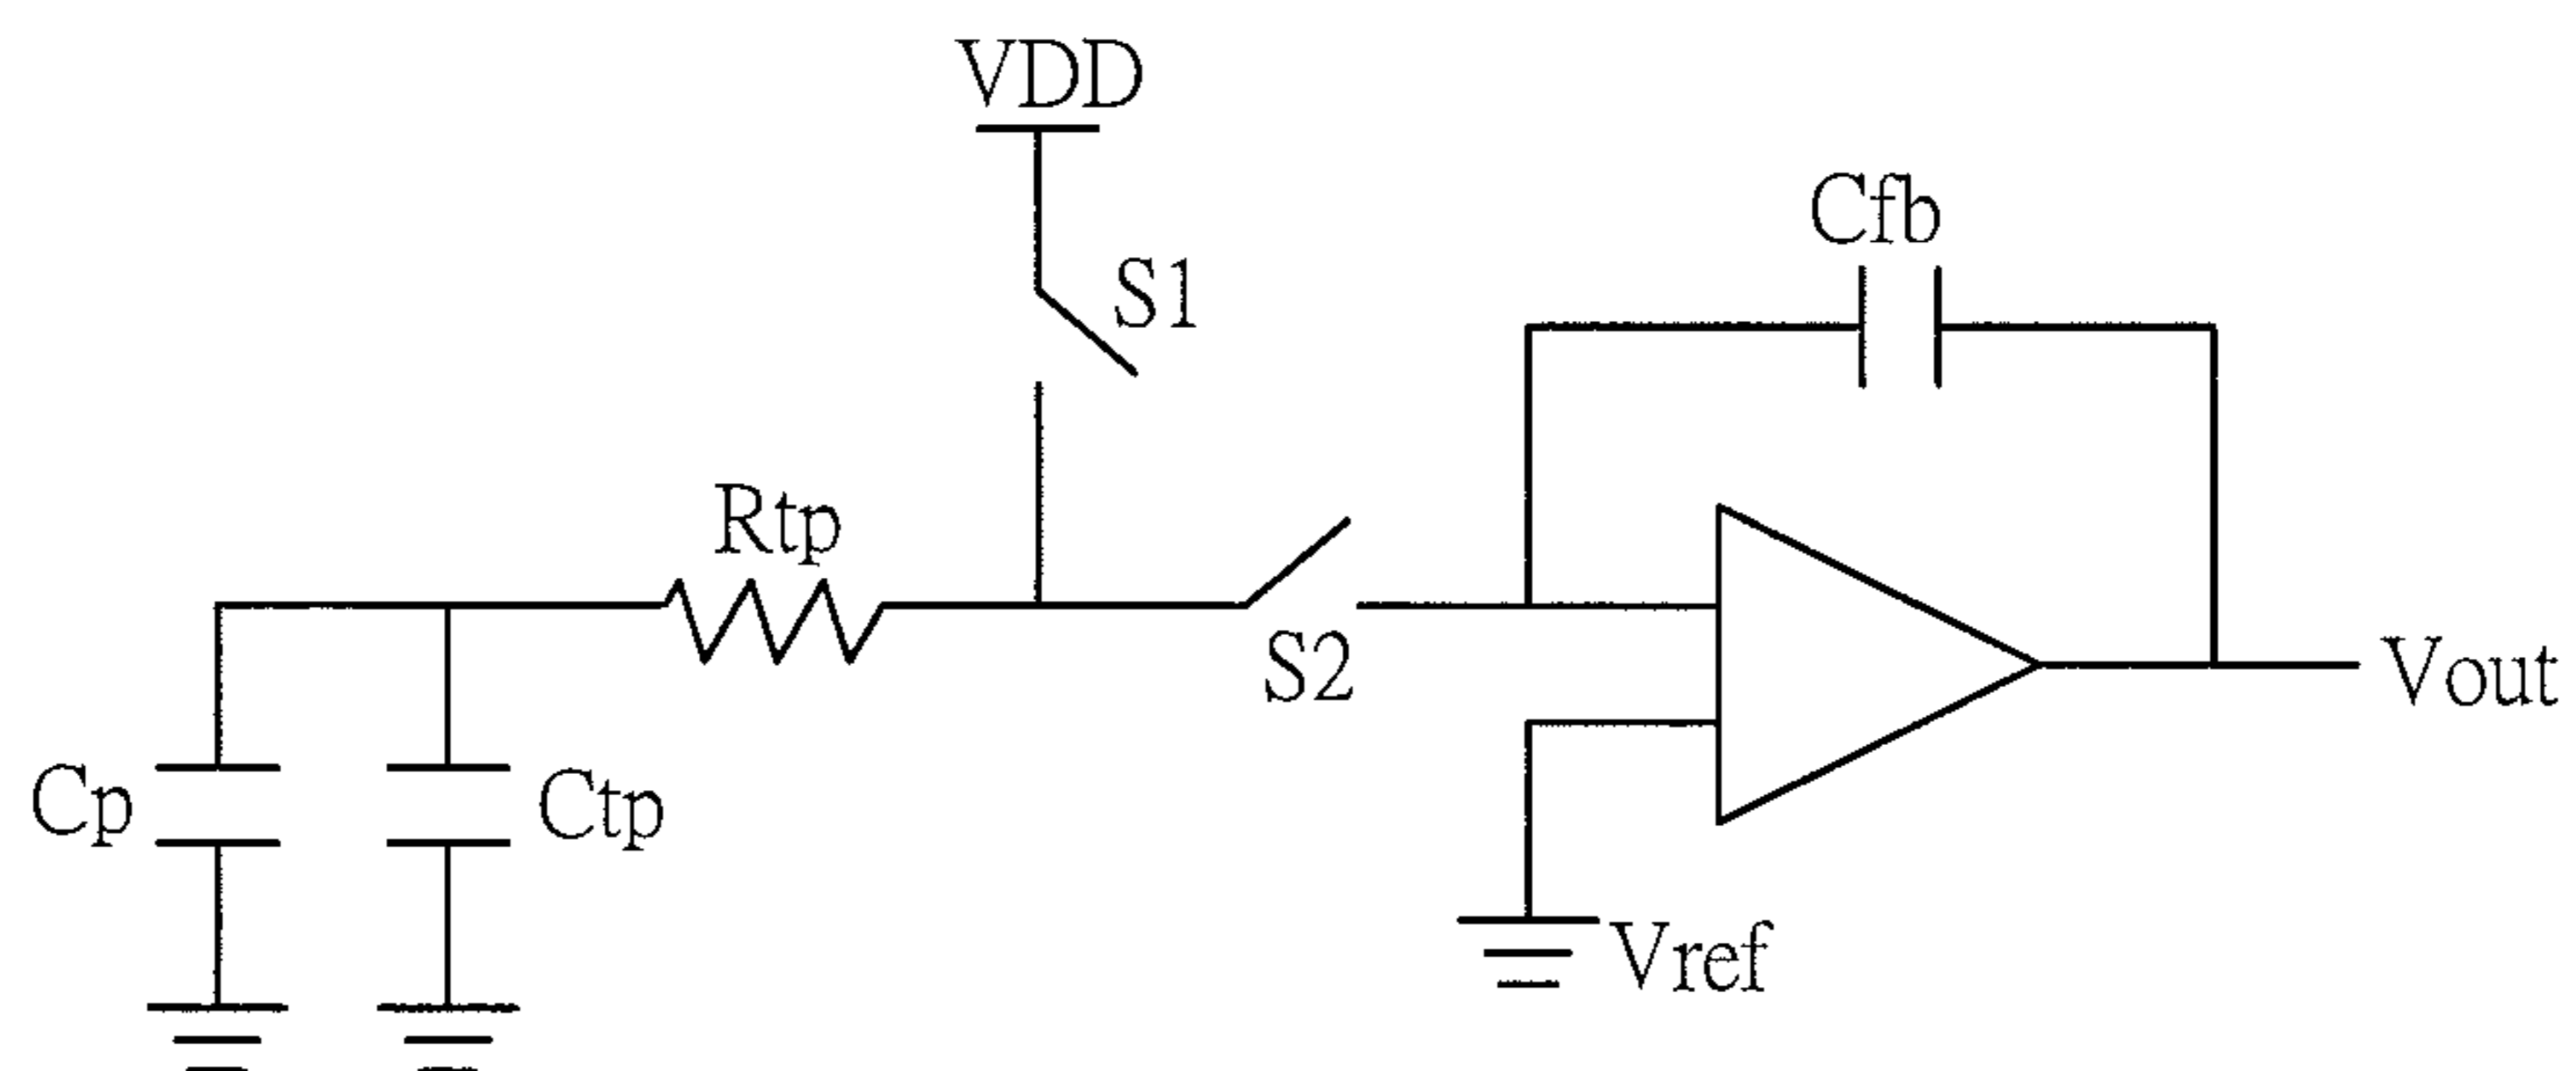 VDD
Cfb
S1
Rtp
S2
Vout
Cp
Ctp
Vref